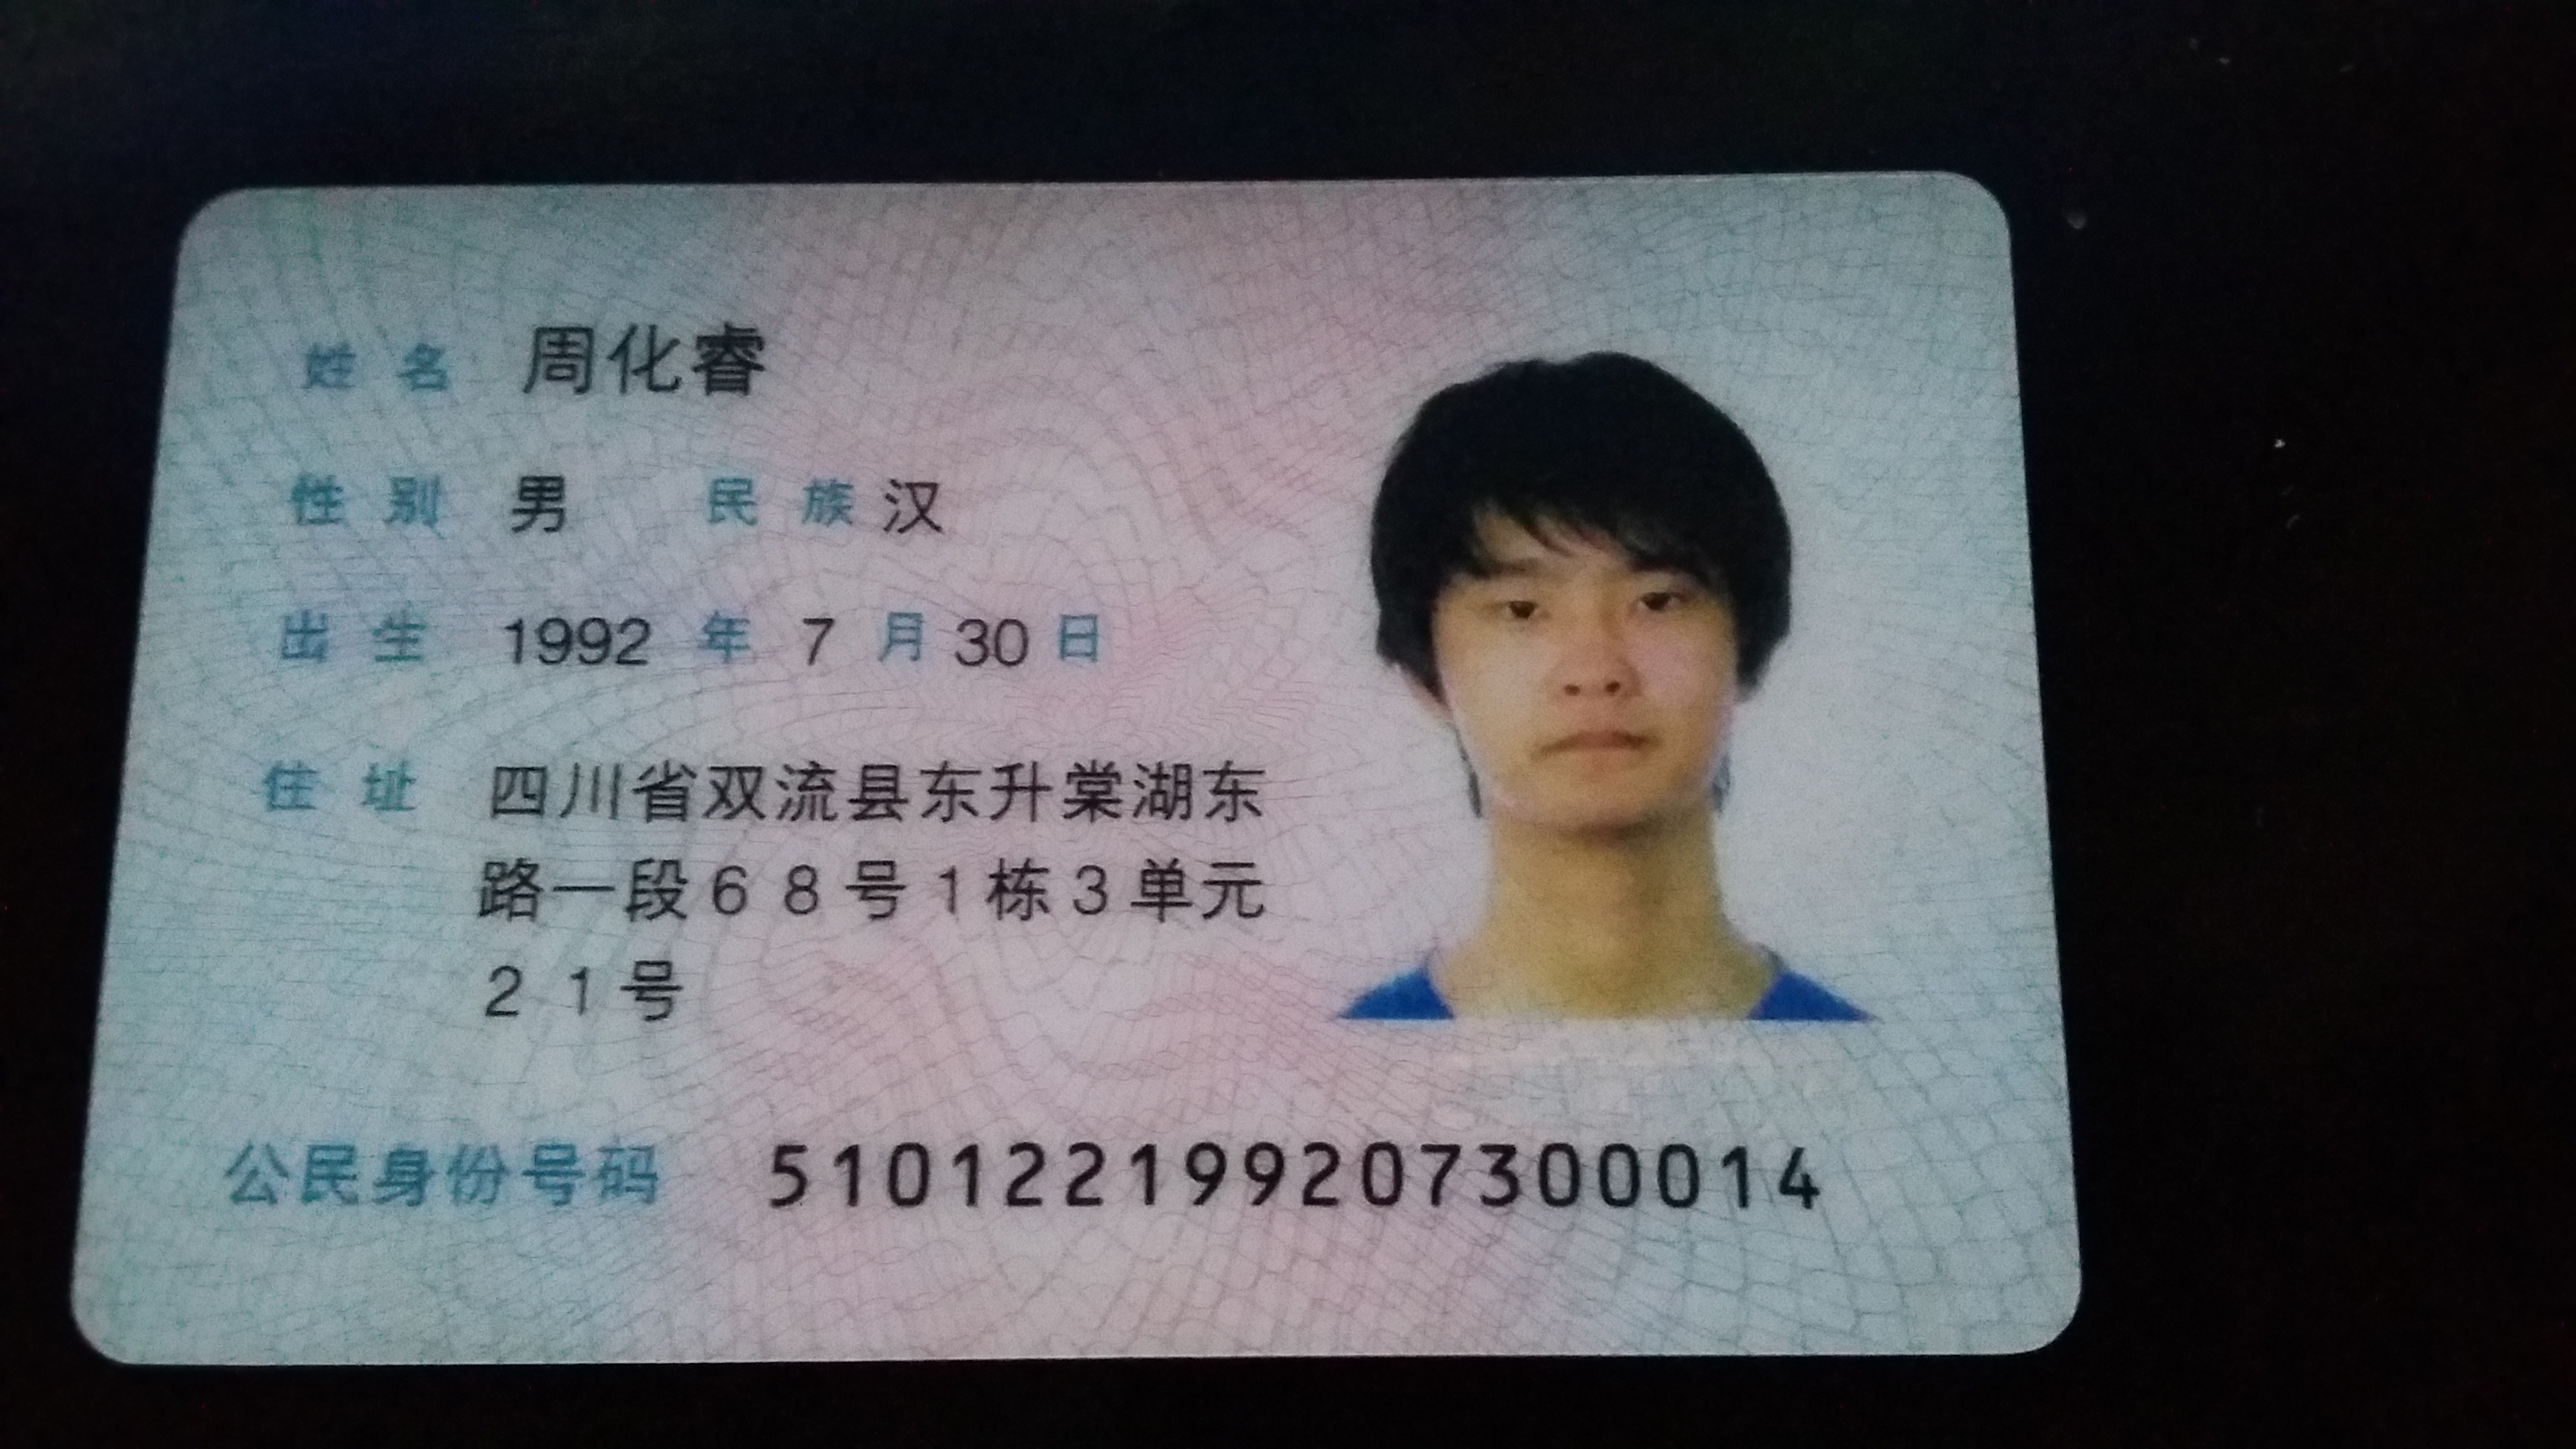 姓名 周化睿
性别 男 民族 汉
出生 1992 年 7 月 30 日
住址 四川省双流县东升棠湖东
路一段68号1栋3单元
21号
公民身份号码 510122199207300014